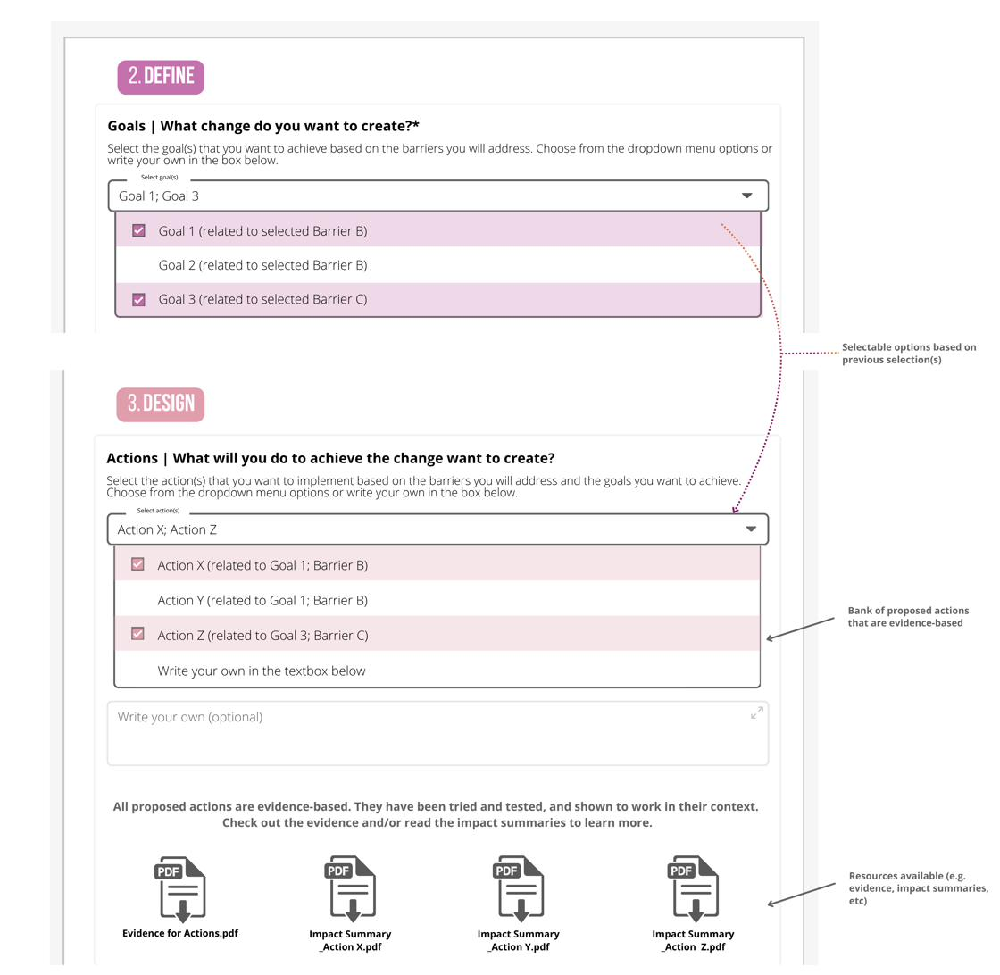 2. DEFINE
Goals | What change do you want to create?*
Select the goal(s) that you want to achieve based on the barriers you will address. Choose from the dropdown menu options or
write your own in the box below.
Select goal(s)
Goal 1; Goal 3
Goal 1 (related to selected Barrier B)
Goal 2 (related to selected Barrier B)
Goal 3 (related to selected Barrier C)
Selectable options based on
previous selection(s)
3. DESIGN
Actions | What will you do to achieve the change want to create?
Select the action(s) that you want to implement based on the barriers you will address and the goals you want to achieve.
Choose from the dropdown menu options or write your own in the box below.
Select action(s)
Action X; Action Z
Action X (related to Goal 1; Barrier B)
Action Y (related to Goal 1; Barrier B)
Action Z (related to Goal 3; Barrier C)
Write your own in the textbox below
Bank of proposed actions
that are evidence-based
Write your own (optional)
All proposed actions are evidence-based. They have been tried and tested, and shown to work in their context.
Check out the evidence and/or read the impact summaries to learn more.
PDF
Evidence for Actions.pdf
PDF
Impact Summary
_Action X.pdf
PDF
Impact Summary
_Action Y.pdf
PDF
Impact Summary
_Action Z.pdf
Resources available (e.g.
evidence, impact summaries,
etc)